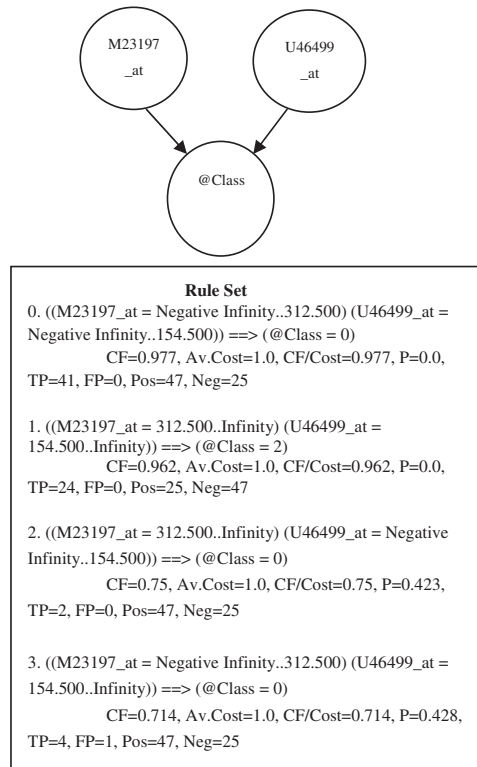 M23197
_at
U46499
_at
@Class
Rule Set
0. ((M23197_at = Negative Infinity..312.500) (U46499_at =
Negative Infinity..154.500)) ==> (@Class = 0)
CF=0.977, Av.Cost=1.0, CF/Cost=0.977, P=0.0,
TP=41, FP=0, Pos=47, Neg=25
1. ((M23197_at = 312.500..Infinity) (U46499_at =
154.500..Infinity)) ==> (@Class = 2)
CF=0.962, Av.Cost=1.0, CF/Cost=0.962, P=0.0,
TP=24, FP=0, Pos=25, Neg=47
2. ((M23197_at = 312.500..Infinity) (U46499_at = Negative
Infinity..154.500)) ==> (@Class = 0)
CF=0.75, Av.Cost=1.0, CF/Cost=0.75, P=0.423,
TP=2, FP=0, Pos=47, Neg=25
3. ((M23197_at = Negative Infinity..312.500) (U46499_at =
154.500..Infinity)) ==> (@Class = 0)
CF=0.714, Av.Cost=1.0, CF/Cost=0.714, P=0.428,
TP=4, FP=1, Pos=47, Neg=25